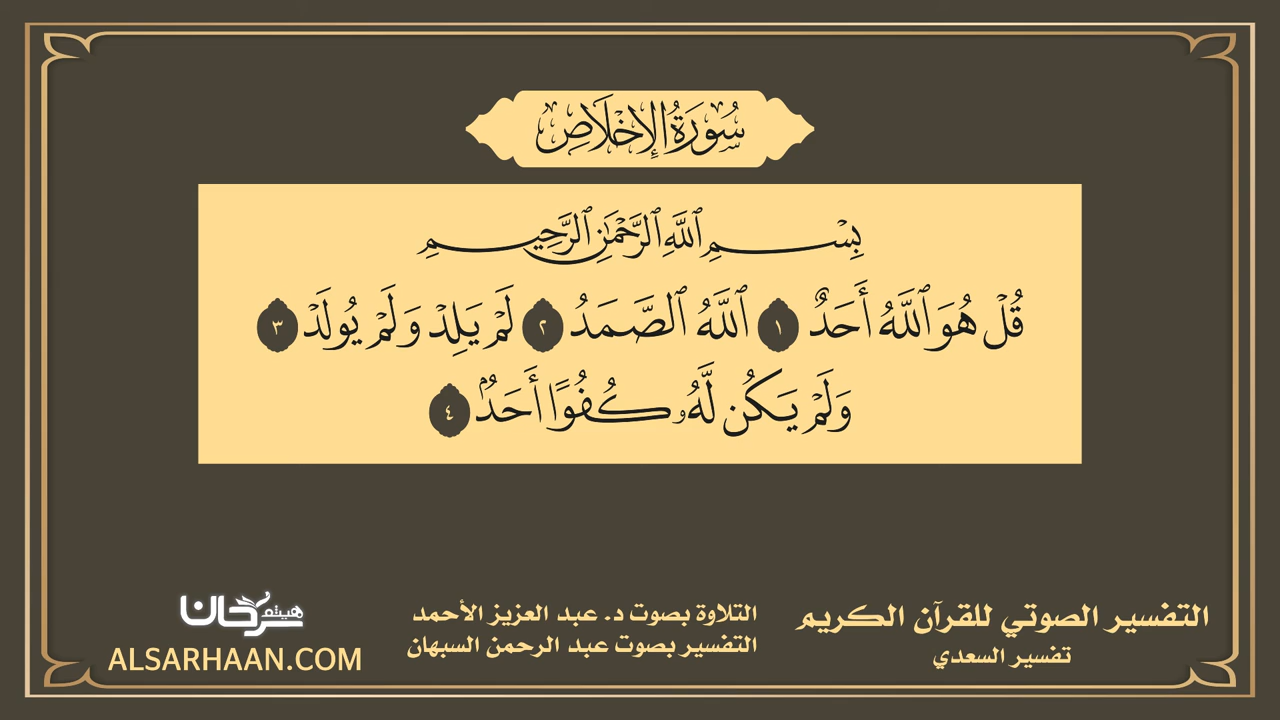 سُورَةُ الإِخْلَاصِ
بِسْمِ ٱللَّهِ ٱلرَّحْمَٰنِ ٱلرَّحِيمِ
قُلْ هُوَ ٱللَّهُ أَحَدٌ ١ ٱللَّهُ ٱلصَّمَدُ ٢ لَمْ يَلِدْ وَلَمْ يُولَدْ ٣
وَلَمْ يَكُن لَّهُۥ كُفُوًا أَحَدٌۢ ٤
التفسير الصوتي للقرآن الكريم
تفسير السعدي
التلاوة بصوت د. عبد العزيز الأحمد
التفسير بصوت عبد الرحمن السبهان
هيثم سرحان
ALSARHAAN.COM